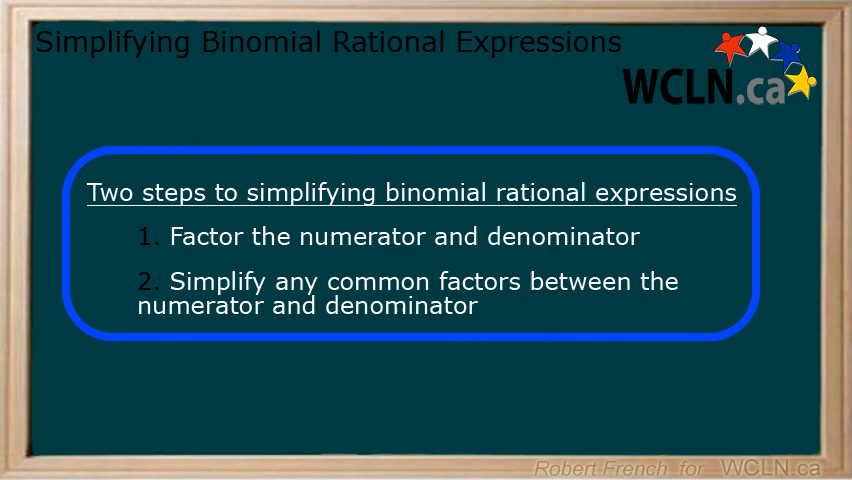 Simplifying Binomial Rational Expressions
WCLN.ca
Two steps to simplifying binomial rational expressions
1. Factor the numerator and denominator
2. Simplify any common factors between the
numerator and denominator
Robert French for WCLN.ca